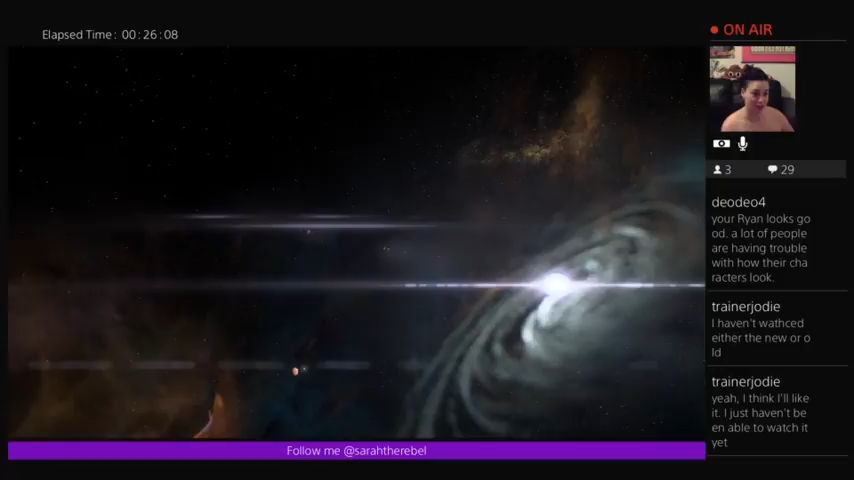 Elapsed Time: 00:26:08
ON AIR
3
29
deodeo4
your Ryan looks go
od. a lot of people
are having trouble
with how their cha
racters look.
trainerjodie
I haven't wathced
either the new or o
ld
trainerjodie
yeah, I think I'll like
it. I just haven't be
en able to watch it
yet
Follow me @sarahtherebel